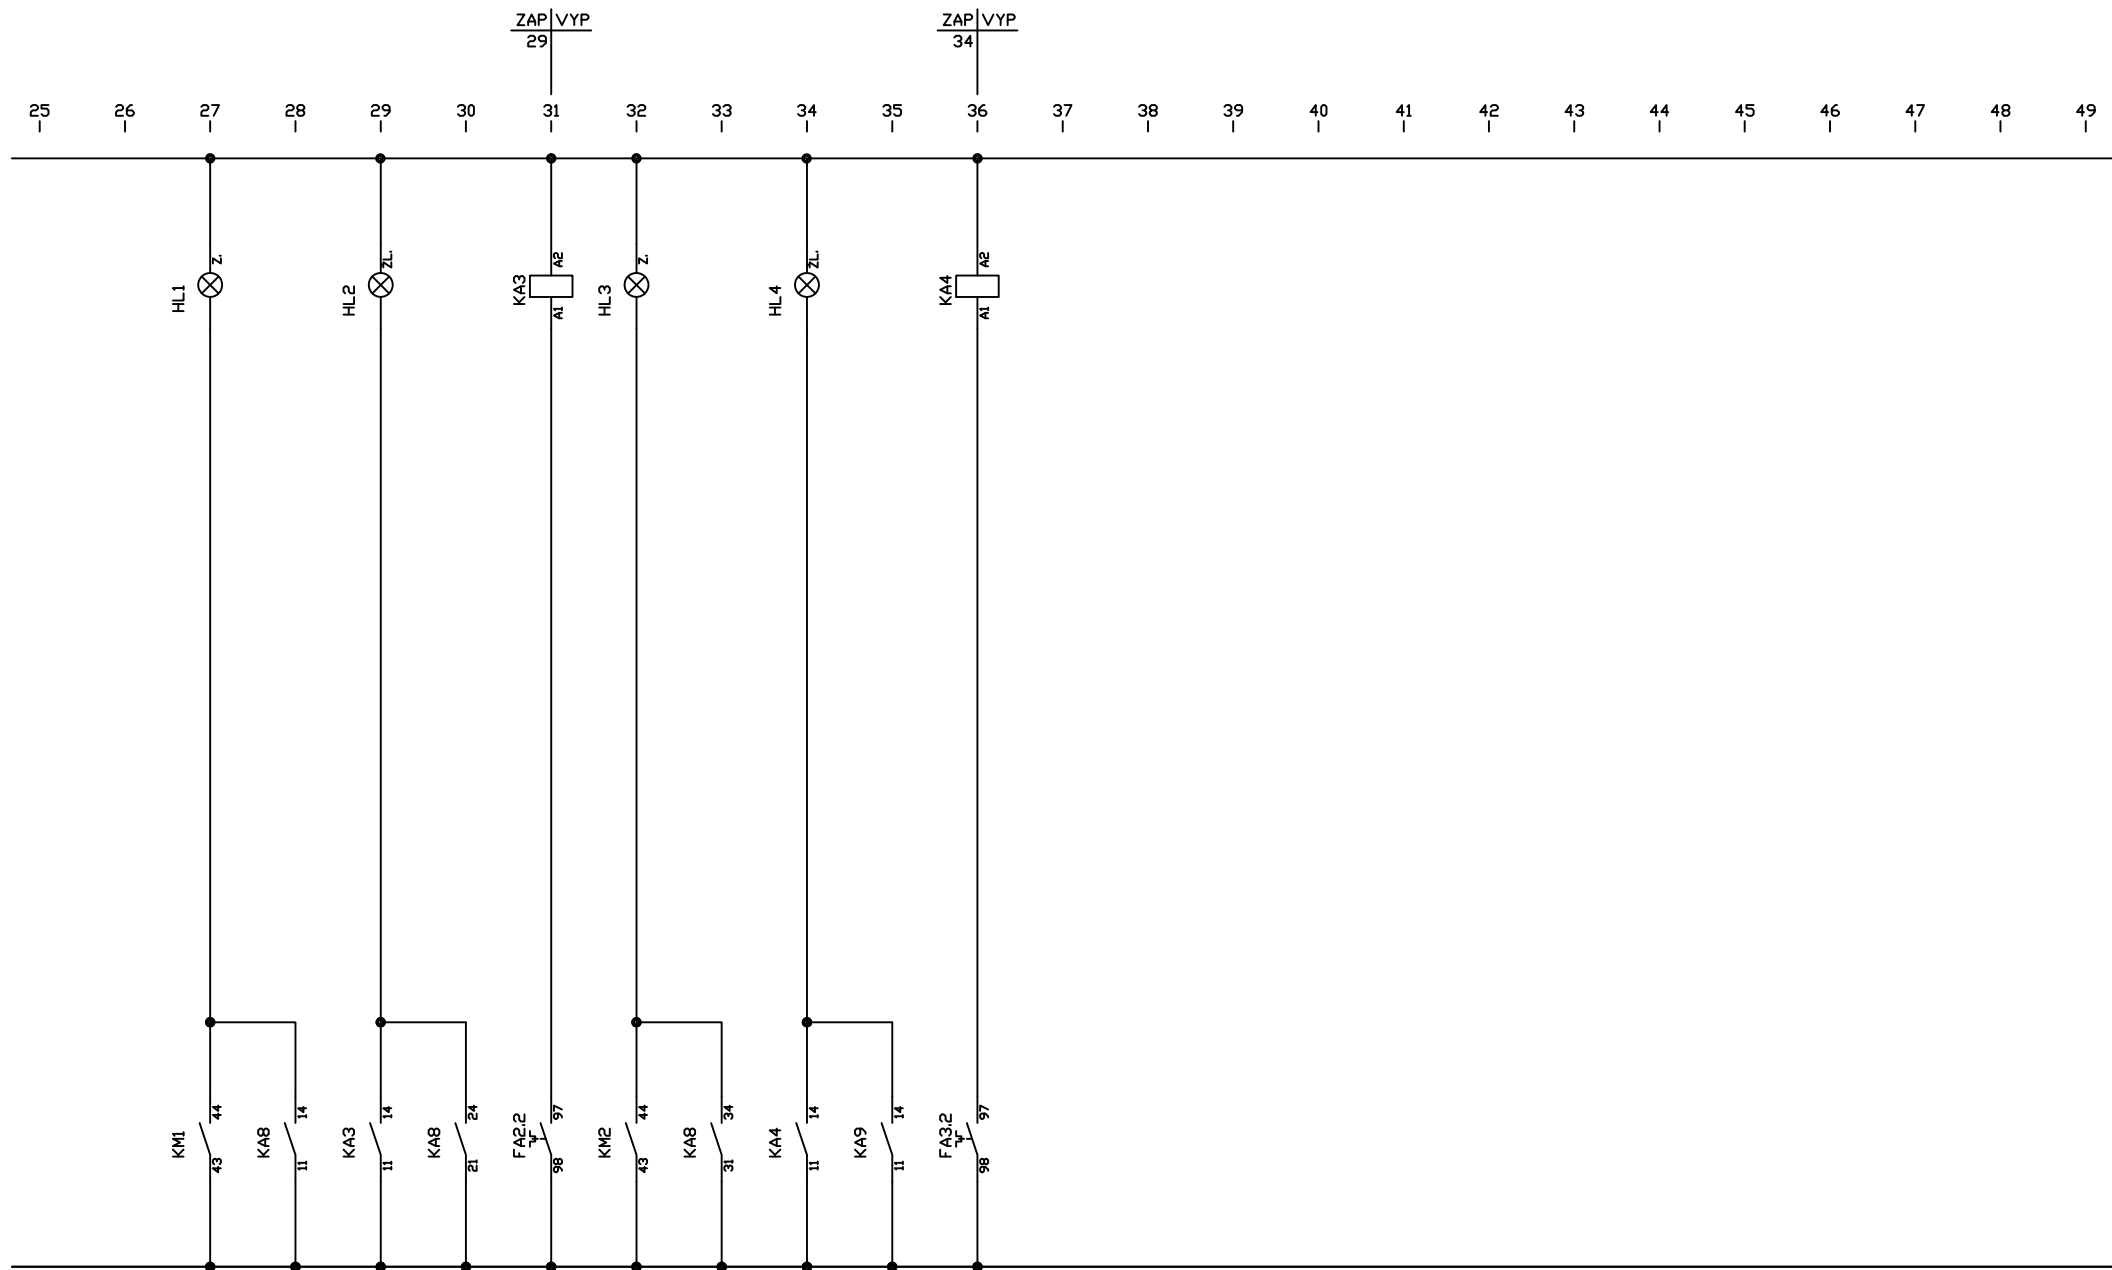 ZAP VYP ZAP VYP
29 34
25 26 27 28 29 30 31 32 33 34 35 36 37 38 39 40 41 42 43 44 45 46 47 48 49
Z. ŽL. A2 Z. ŽL. A2
HL1 HL2 KA3 HL3 HL4 KA4
A1 A1
44 14 14 24 97 44 34 14 14 97
KM1 KA8 KA3 KA8 FA2.2 KM2 KA8 KA4 KA9 FA3.2
43 11 11 21 98 43 31 11 11 98